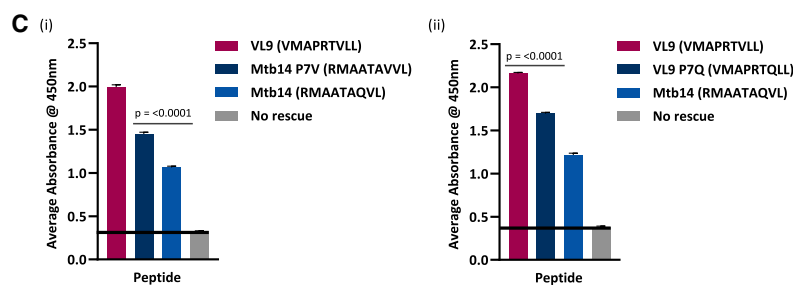 C (i)
Average Absorbance @ 450nm
2.5
2.0
1.5
1.0
0.5
0.0
p = <0.0001
Peptide
VL9 (VMAPRTVLL)
Mtb14 P7V (RMAATAVVL)
Mtb14 (RMAATAQVL)
No rescue
(ii)
Average Absorbance @ 450nm
2.5
2.0
1.5
1.0
0.5
0.0
p = <0.0001
Peptide
VL9 (VMAPRTVLL)
VL9 P7Q (VMAPRTQLL)
Mtb14 (RMAATAQVL)
No rescue